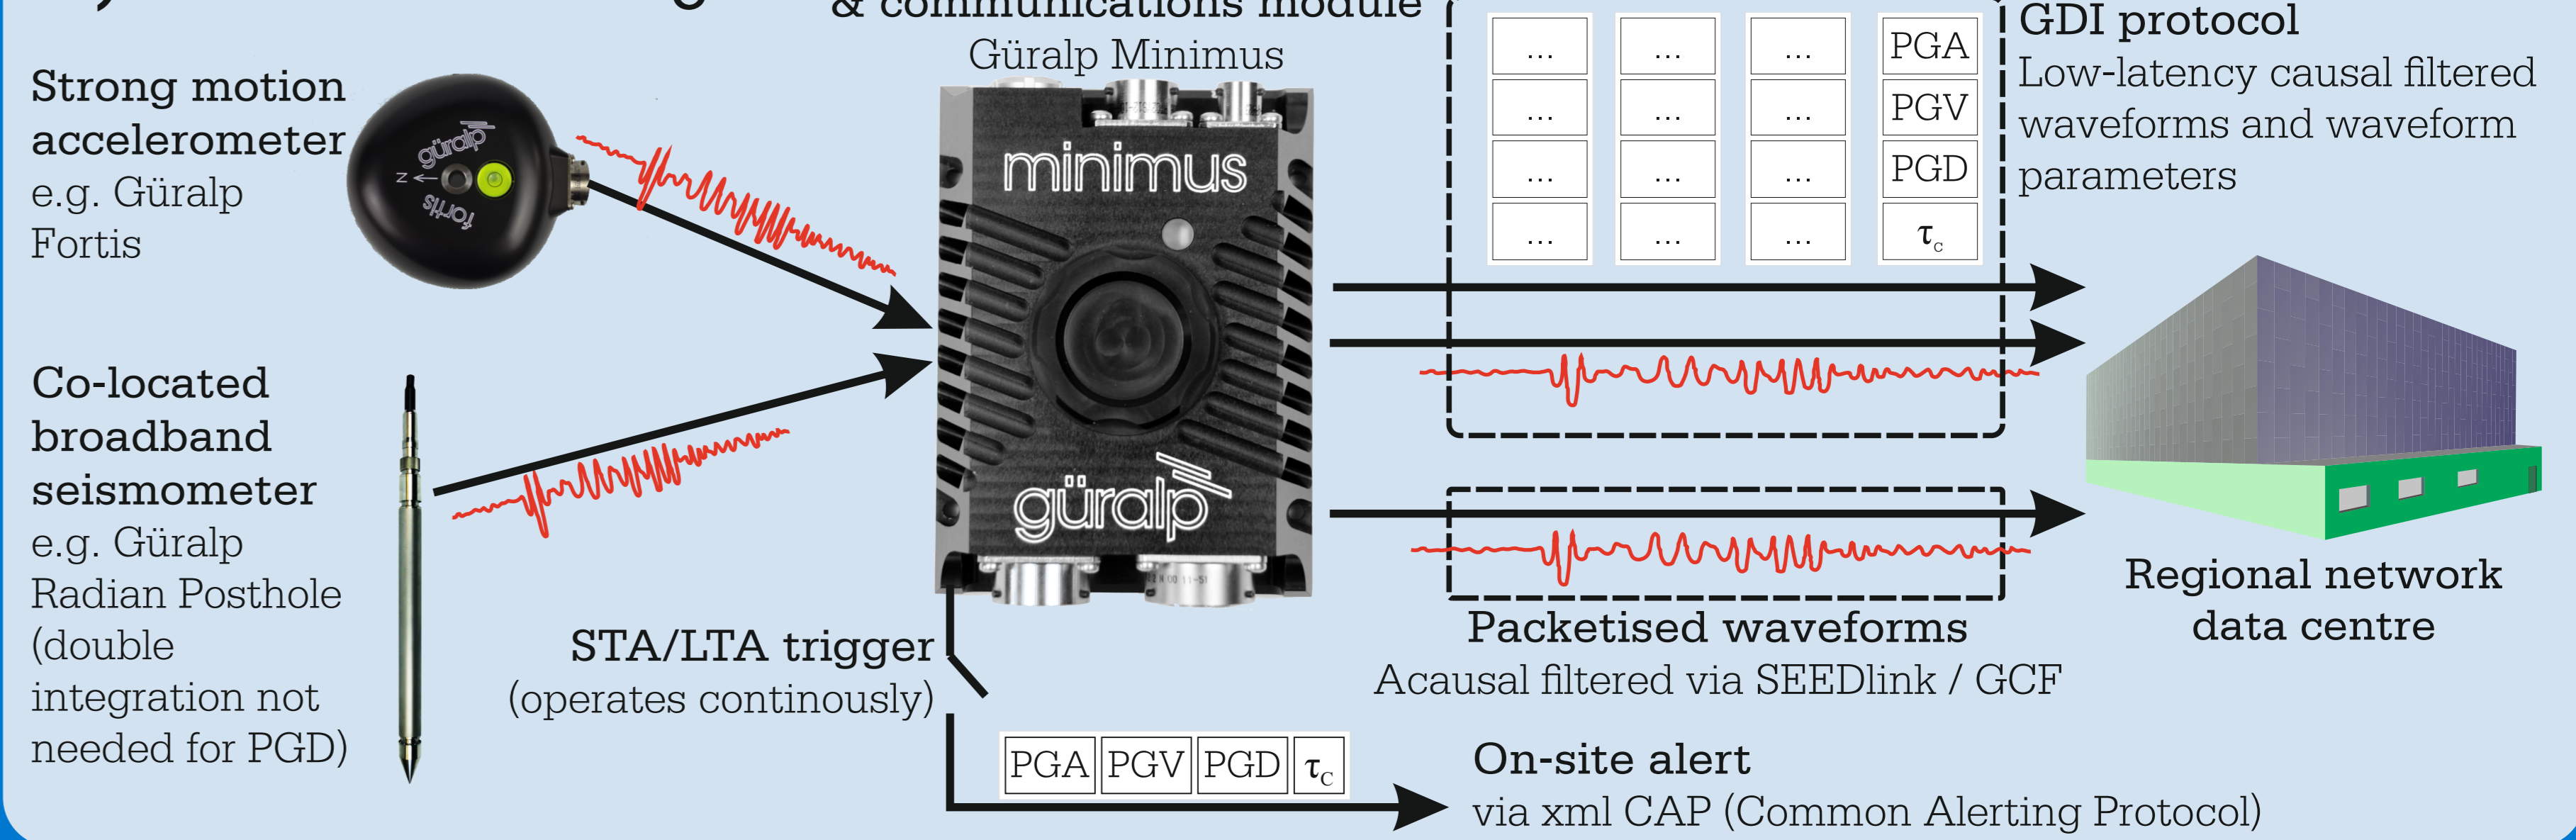 & communications module
Güralp Minimus
Strong motion
accelerometer
e.g. Güralp
Fortis
güralp
N
fortis
minimus
güralp
... ... ... PGA
... ... ... PGV
... ... ... PGD
... ... ... τc
GDI protocol
Low-latency causal filtered
waveforms and waveform
parameters
Co-located
broadband
seismometer
e.g. Güralp
Radian Posthole
(double
integration not
needed for PGD)
STA/LTA trigger
(operates continously)
Packetised waveforms
Acausal filtered via SEEDlink / GCF
Regional network
data centre
PGA PGV PGD τc
On-site alert
via xml CAP (Common Alerting Protocol)